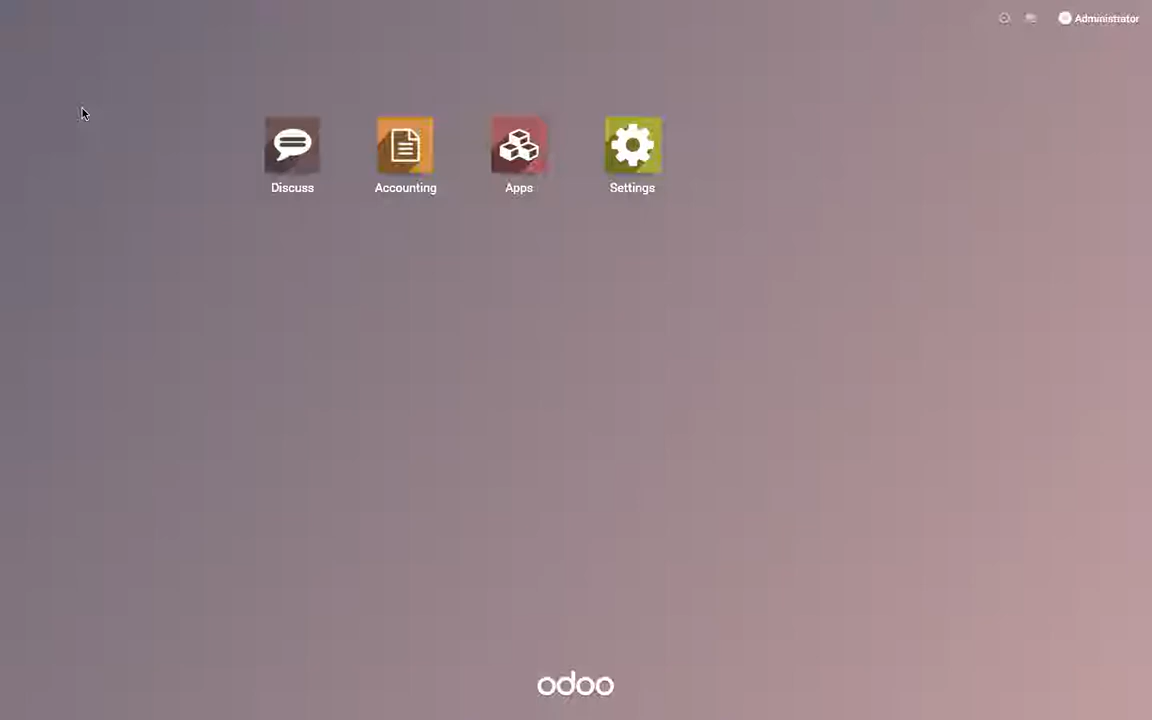 Administrator
Discuss
Accounting
Apps
Settings
odoo